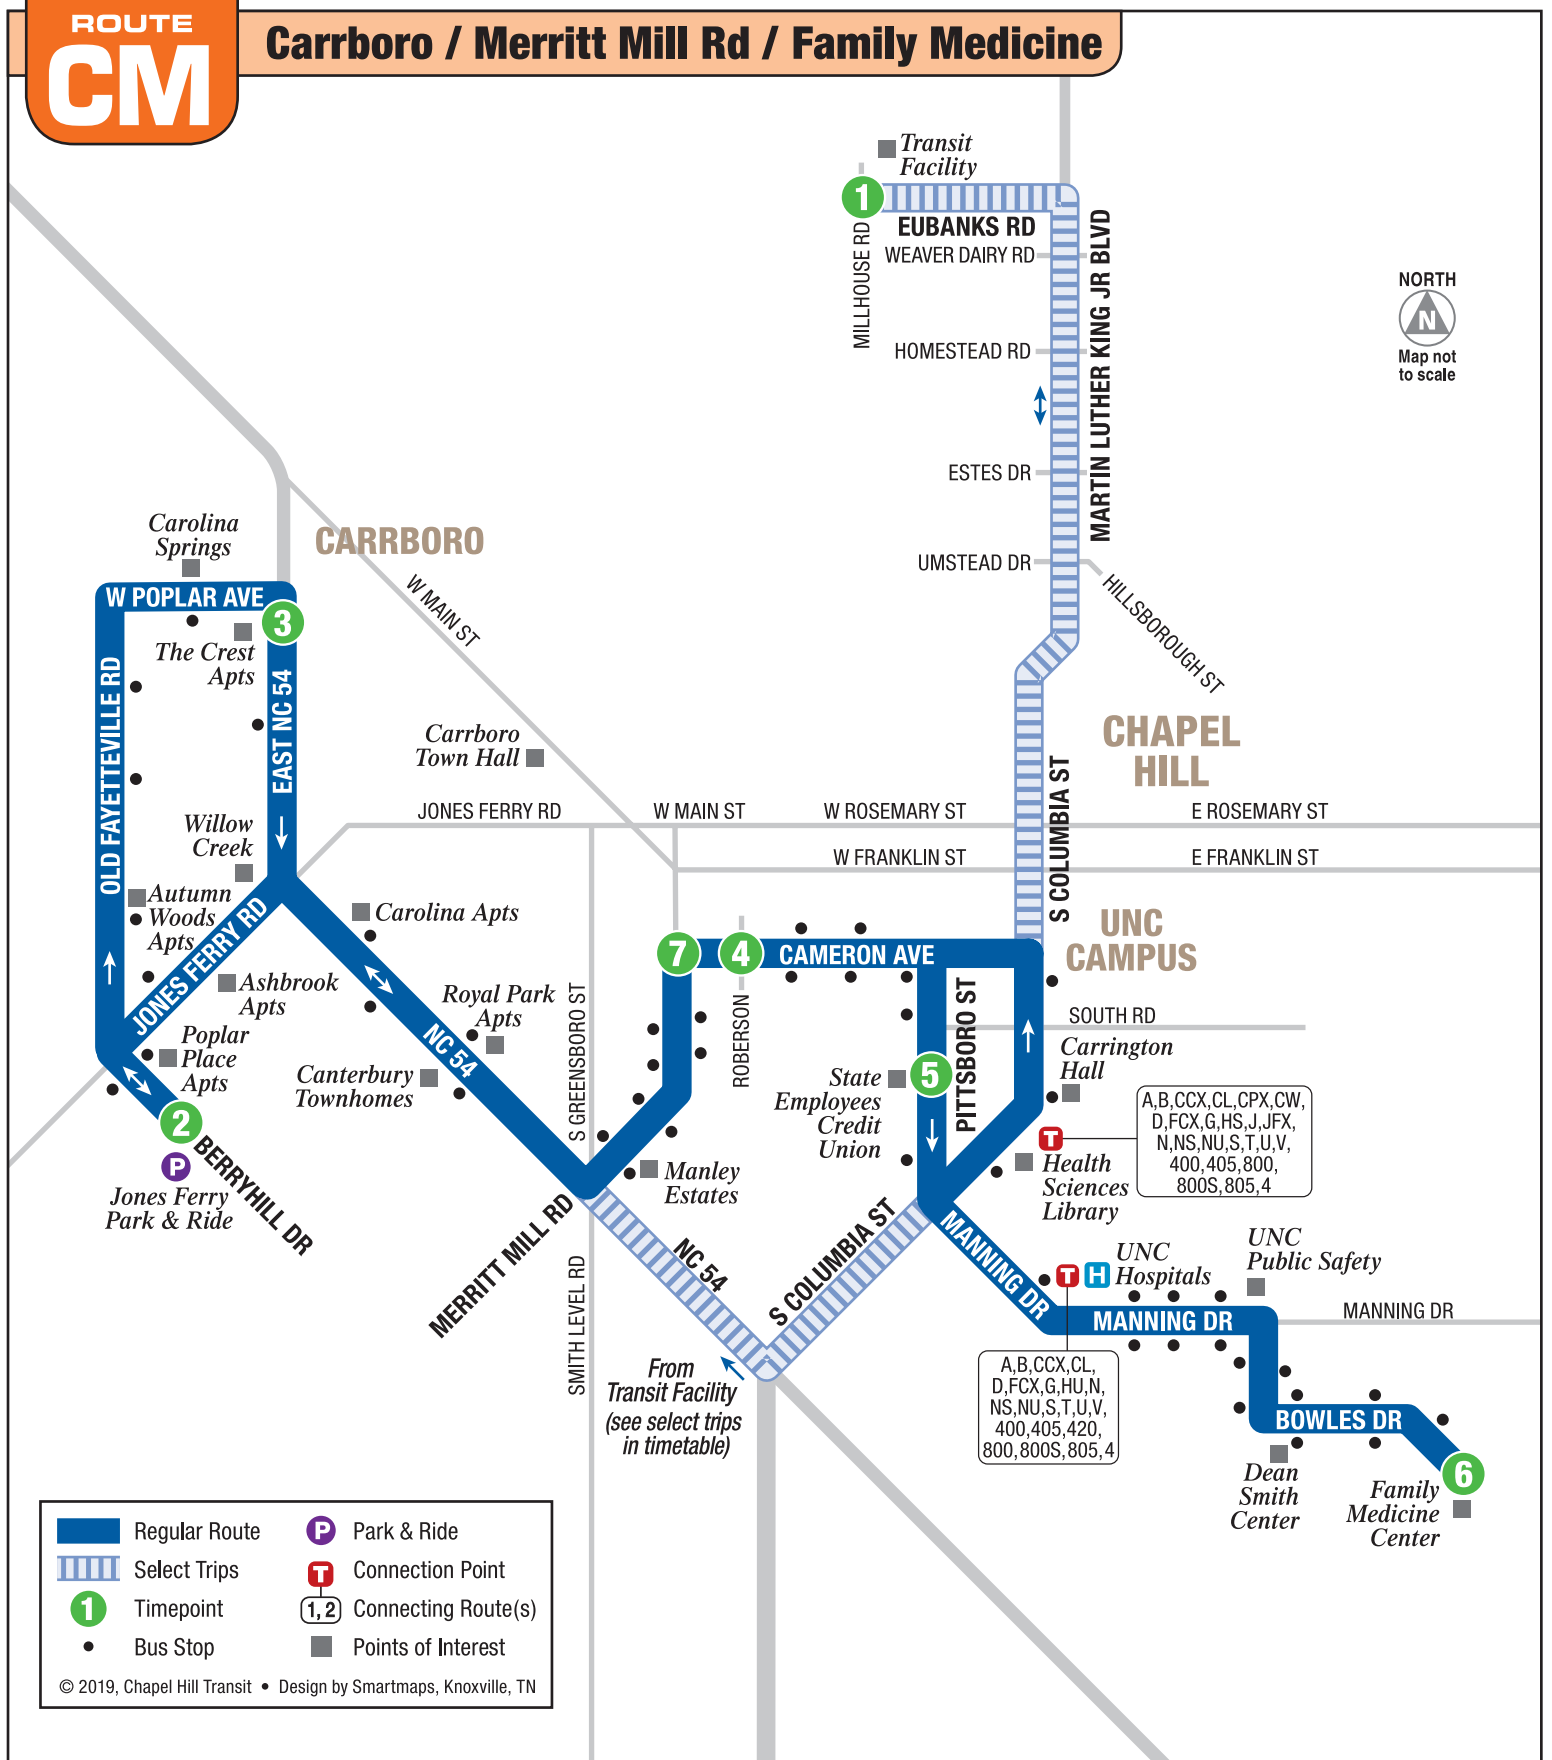 ROUTE
CM
Carrboro / Merritt Mill Rd / Family Medicine
Transit
Facility
1
EUBANKS RD
MILLHOUSE RD
WEAVER DAIRY RD
MARTIN LUTHER KING JR BLVD
HOMESTEAD RD
ESTES DR
UMSTEAD DR
HILLSBOROUGH ST
NORTH
N
Map not
to scale
Carolina
Springs
CARRBORO
W MAIN ST
W POPLAR AVE
3
The Crest
Apts
OLD FAYETTEVILLE RD
EAST NC 54
Carrboro
Town Hall
CHAPEL
HILL
S COLUMBIA ST
JONES FERRY RD
W MAIN ST
W ROSEMARY ST
E ROSEMARY ST
W FRANKLIN ST
E FRANKLIN ST
Willow
Creek
Autumn
Woods
Apts
JONES FERRY RD
Carolina Apts
Ashbrook
Apts
Royal Park
Apts
NC 54
Canterbury
Townhomes
Poplar
Place
Apts
2
P
BERRYHILL DR
Jones Ferry
Park & Ride
S GREENSBORO ST
7
4
CAMERON AVE
ROBERSON
UNC
CAMPUS
PITTSBORO ST
SOUTH RD
Carrington
Hall
5
State
Employees
Credit
Union
A,B,CCX,CL,CPX,CW,
D,FCX,G,HS,J,JFX,
N,NS,NU,S,T,U,V,
400,405,800,
800S,805,4
T
Health
Sciences
Library
Manley
Estates
MERRITT MILL RD
SMITH LEVEL RD
NC 54
S COLUMBIA ST
MANNING DR
T
H
UNC
Hospitals
UNC
Public Safety
MANNING DR
MANNING DR
From
Transit Facility
(see select trips
in timetable)
A,B,CCX,CL,
D,FCX,G,HU,N,
NS,NU,S,T,U,V,
400,405,420,
800,800S,805,4
BOWLES DR
Dean
Smith
Center
6
Family
Medicine
Center
Regular Route
Select Trips
1 Timepoint
Bus Stop
P Park & Ride
T Connection Point
1, 2 Connecting Route(s)
Points of Interest
© 2019, Chapel Hill Transit • Design by Smartmaps, Knoxville, TN